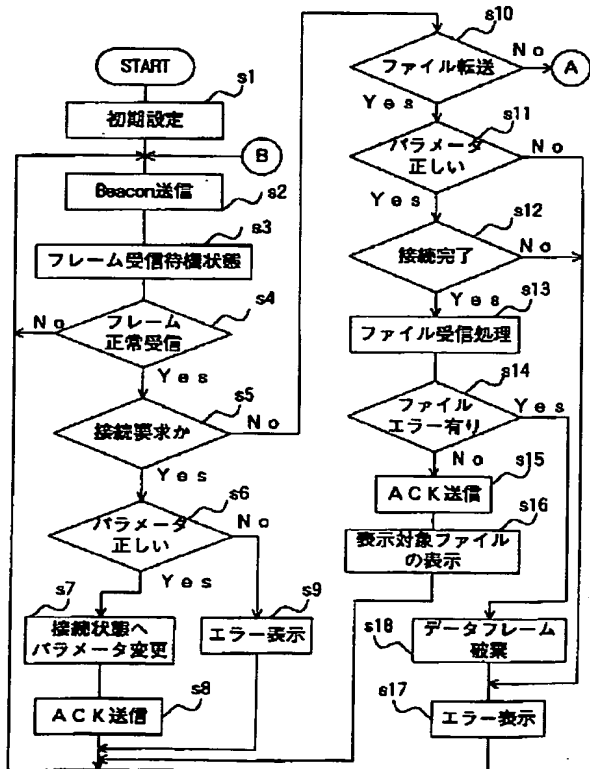 START
s1
初期設定
B
Beacon送信
s2
s3
フレーム受信待機状態
s4
フレーム
正常受信
No
Yes
s5
接続要求か
No
Yes
s6
パラメータ
正しい
No
Yes
s7
接続状態へ
パラメータ変更
s9
エラー表示
s8
ACK送信
s10
ファイル転送
No
A
Yes
s11
パラメータ
正しい
No
Yes
s12
接続完了
No
Yes
s13
ファイル受信処理
s14
ファイル
エラー有り
Yes
No
s15
ACK送信
s16
表示対象ファイル
の表示
s18
データフレーム
破棄
s17
エラー表示